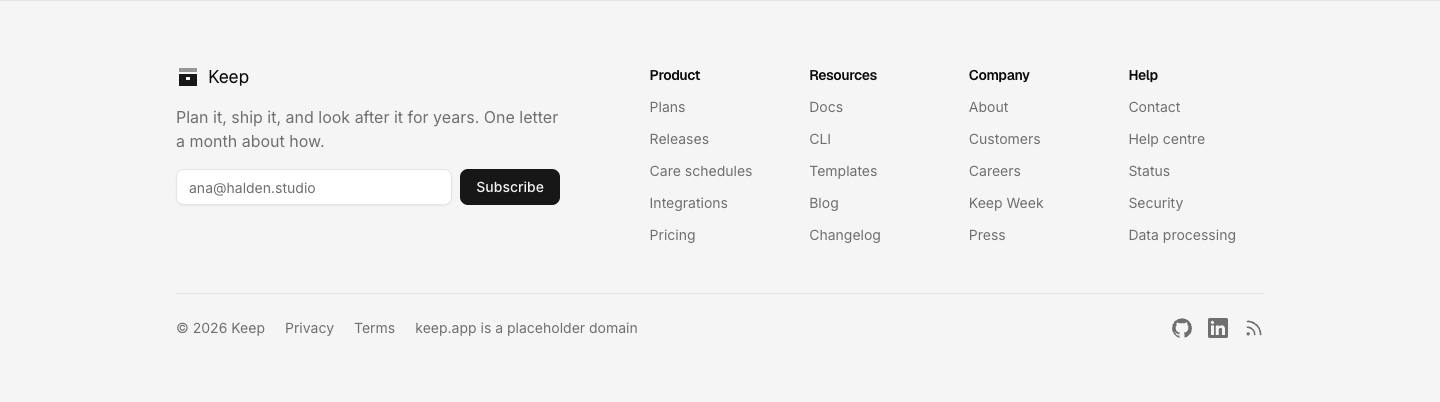 Keep
Plan it, ship it, and look after it for years. One letter
a month about how.
ana@halden.studio
Subscribe
Product
Plans
Releases
Care schedules
Integrations
Pricing
Resources
Docs
CLI
Templates
Blog
Changelog
Company
About
Customers
Careers
Keep Week
Press
Help
Contact
Help centre
Status
Security
Data processing
© 2026 Keep
Privacy
Terms
keep.app is a placeholder domain